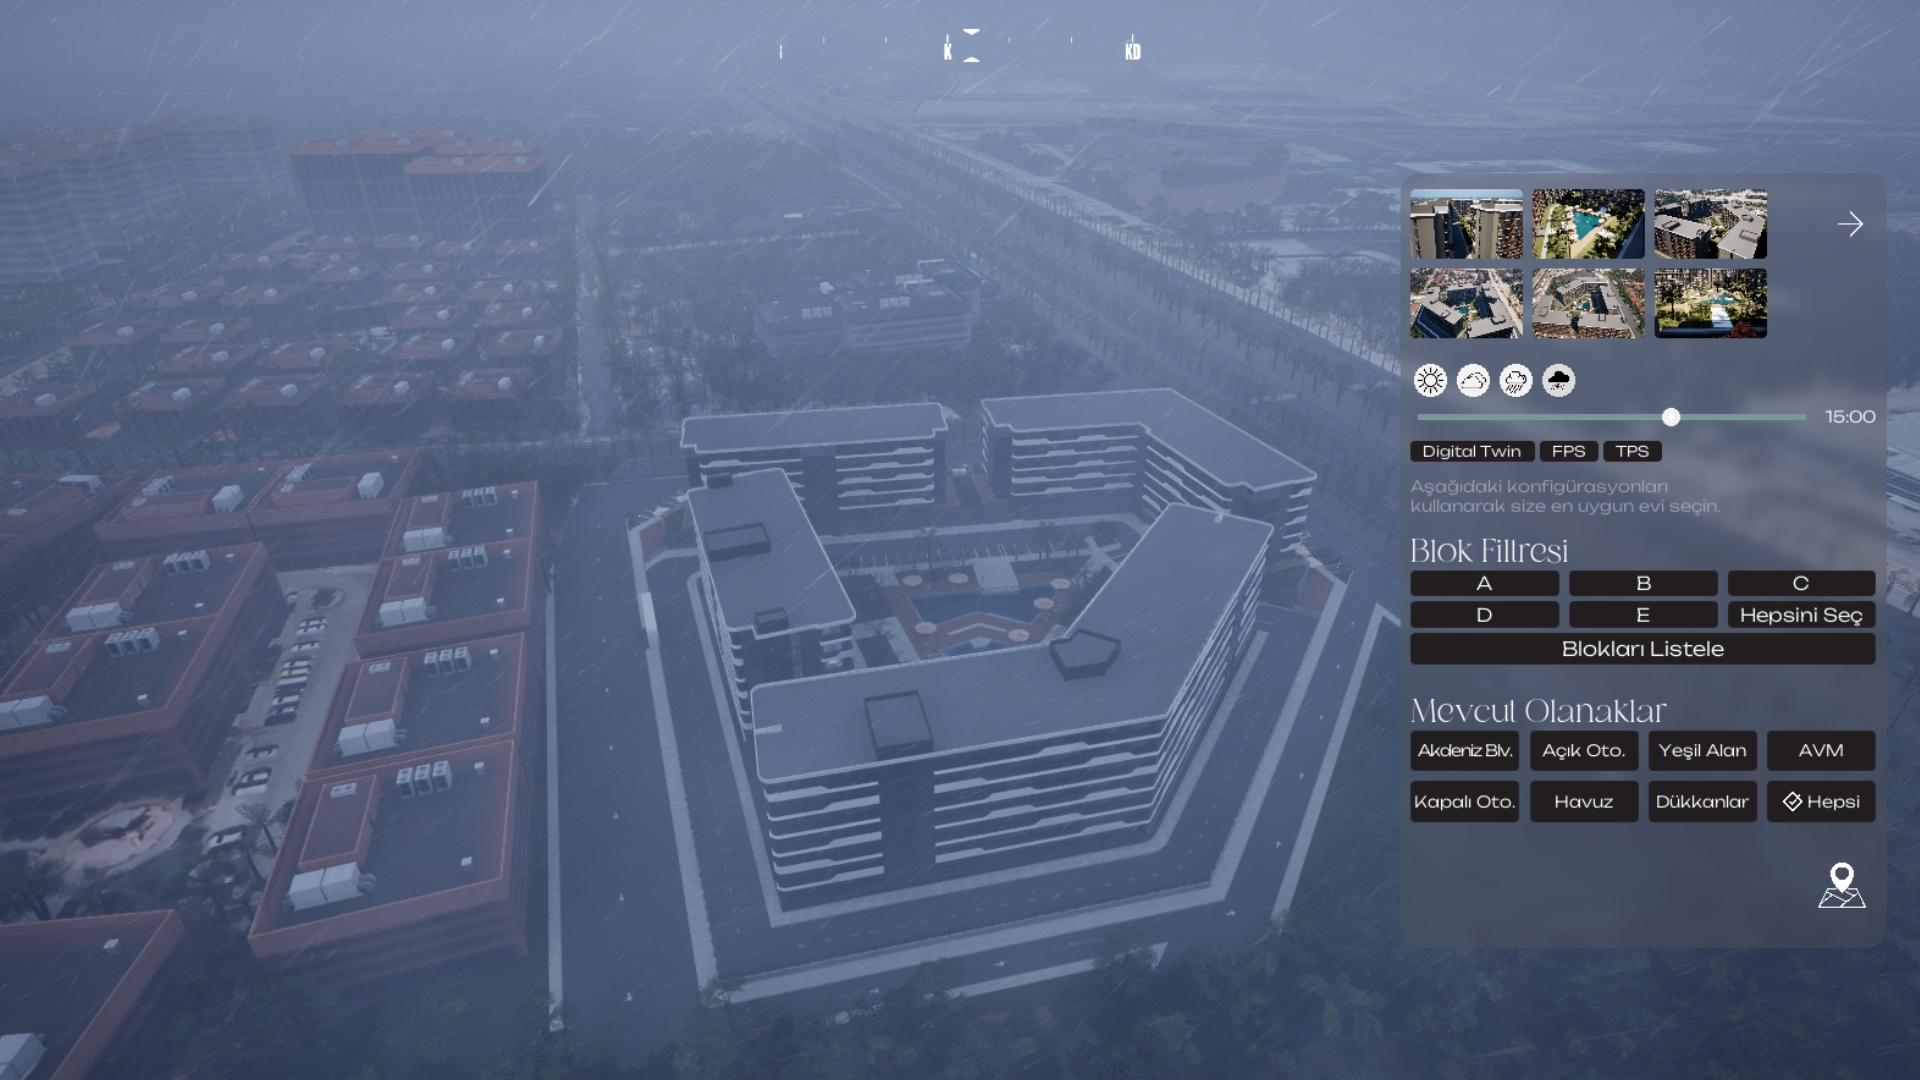 K
KD
15:00
Digital Twin FPS TPS
Aşağıdaki konfigürasyonları
kullanarak size en uygun evi seçin.
Blok Filtresi
A B C
D E Hepsini Seç
Blokları Listele
Mevcut Olanaklar
Akdeniz Blv. Açık Oto. Yeşil Alan AVM
Kapalı Oto. Havuz Dükkanlar Hepsi